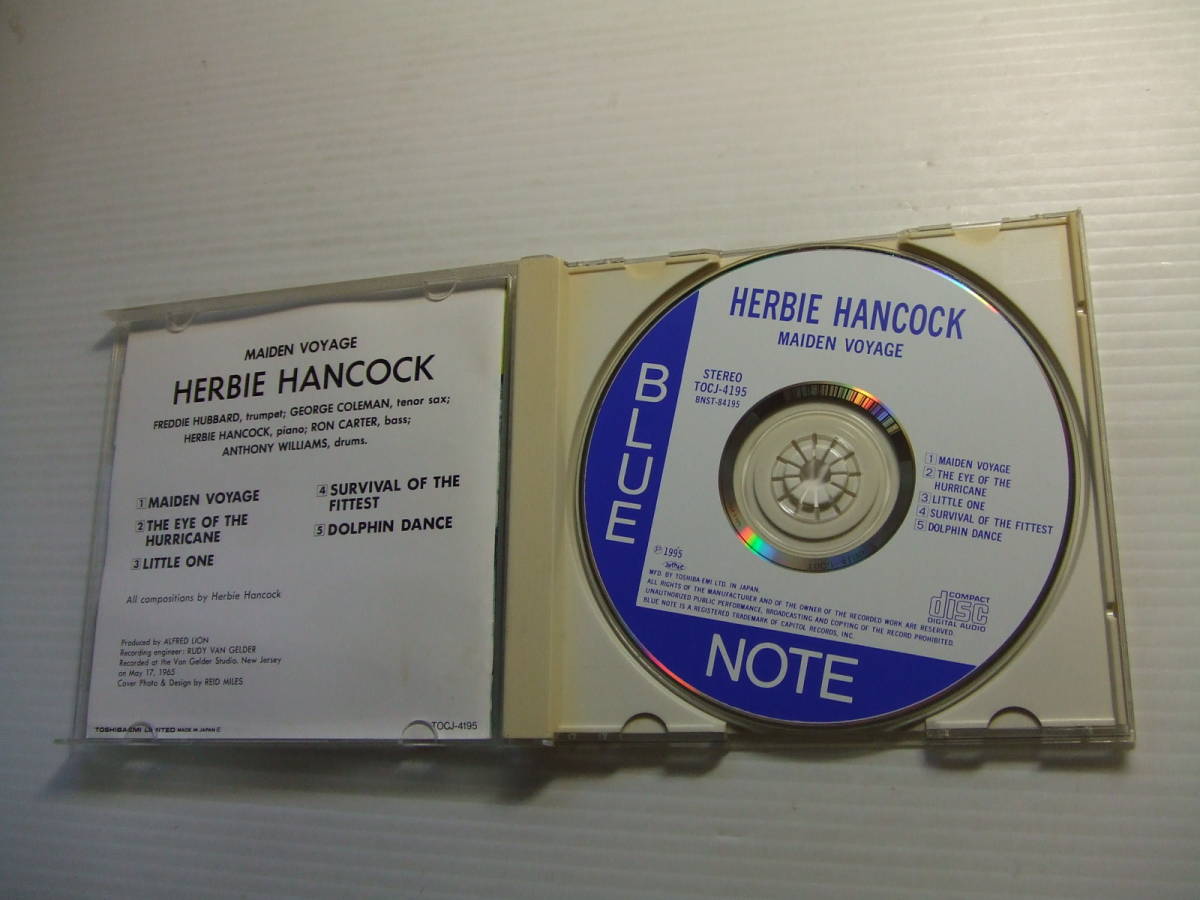 MAIDEN VOYAGE
HERBIE HANCOCK
FREDDIE HUBBARD, trumpet; GEORGE COLEMAN, tenor sax;
HERBIE HANCOCK, piano; RON CARTER, bass;
ANTHONY WILLIAMS, drums.
1 MAIDEN VOYAGE
2 THE EYE OF THE
HURRICANE
3 LITTLE ONE
4 SURVIVAL OF THE
FITTEST
5 DOLPHIN DANCE
All compositions by Herbie Hancock
Produced by ALFRED LION
Recording engineer: RUDY VAN GELDER
Recorded at the Van Gelder Studio, New Jersey
on May 17, 1965
Cover Photo & Design by REID MILES
TOSHIBA-EMI LIMITED MADE IN JAPAN
TOCJ-4195
HERBIE HANCOCK
MAIDEN VOYAGE
STEREO
TOCJ-4195
BNST-84195
BLUE
1 MAIDEN VOYAGE
2 THE EYE OF THE
HURRICANE
3 LITTLE ONE
4 SURVIVAL OF THE FITTEST
5 DOLPHIN DANCE
℗1995
MFD. BY TOSHIBA-EMI LTD. IN JAPAN.
ALL RIGHTS OF THE MANUFACTURER AND OF THE OWNER OF THE RECORDED WORK ARE RESERVED.
UNAUTHORIZED PUBLIC PERFORMANCE, BROADCASTING AND COPYING OF THE RECORD PROHIBITED.
BLUE NOTE IS A REGISTERED TRADEMARK OF CAPITOL RECORDS, INC.
COMPACT
disc
DIGITAL AUDIO
NOTE